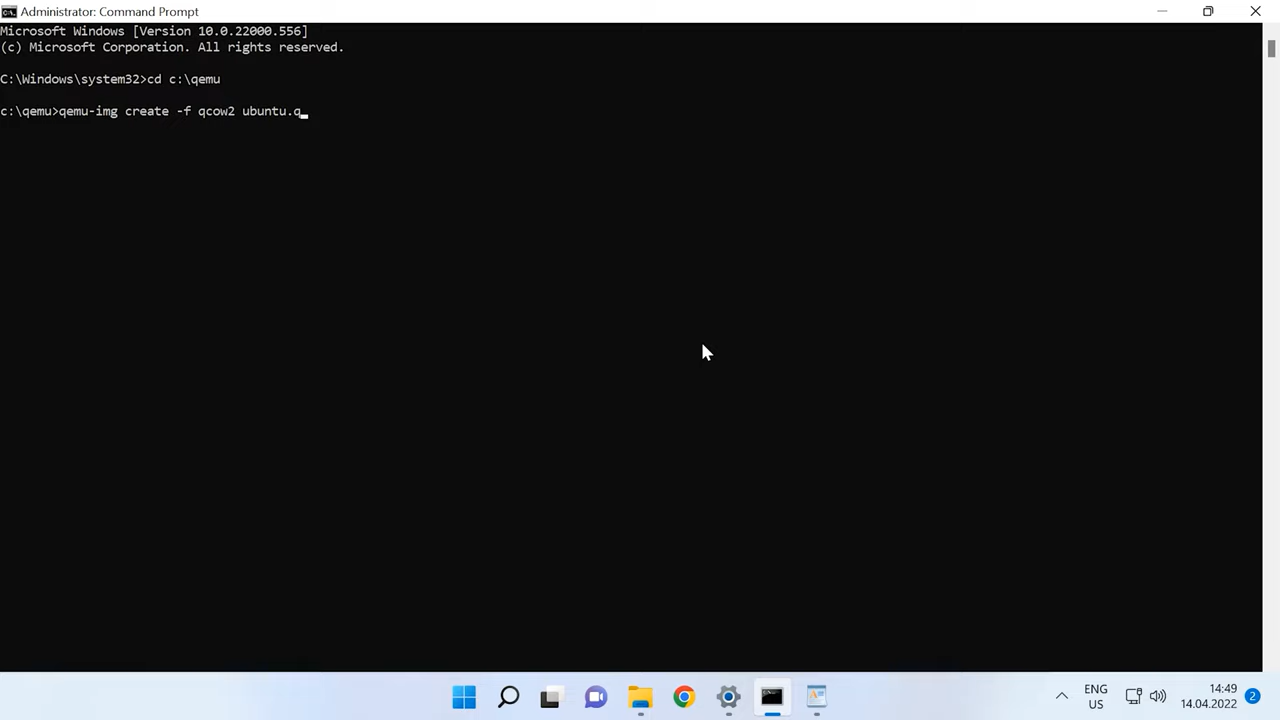 Administrator: Command Prompt
Microsoft Windows [Version 10.0.22000.556]
(c) Microsoft Corporation. All rights reserved.
C:\Windows\system32>cd c:\qemu
c:\qemu>qemu-img create -f qcow2 ubuntu.q
ENG
US
14:49
14.04.2022
2